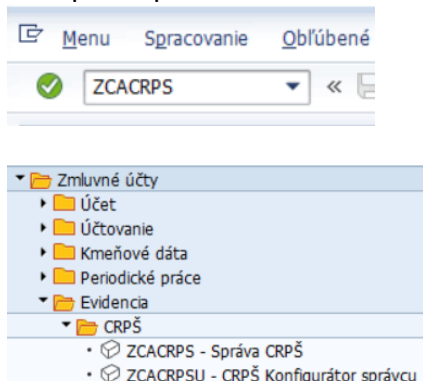 Menu Spracovanie Obľúbené
ZCACRPS
Zmluvné účty
Účet
Účtovanie
Kmeňové dáta
Periodické práce
Evidencia
CRPŠ
ZCACRPS - Správa CRPŠ
ZCACRPSU - CRPŠ Konfigurátor správcu